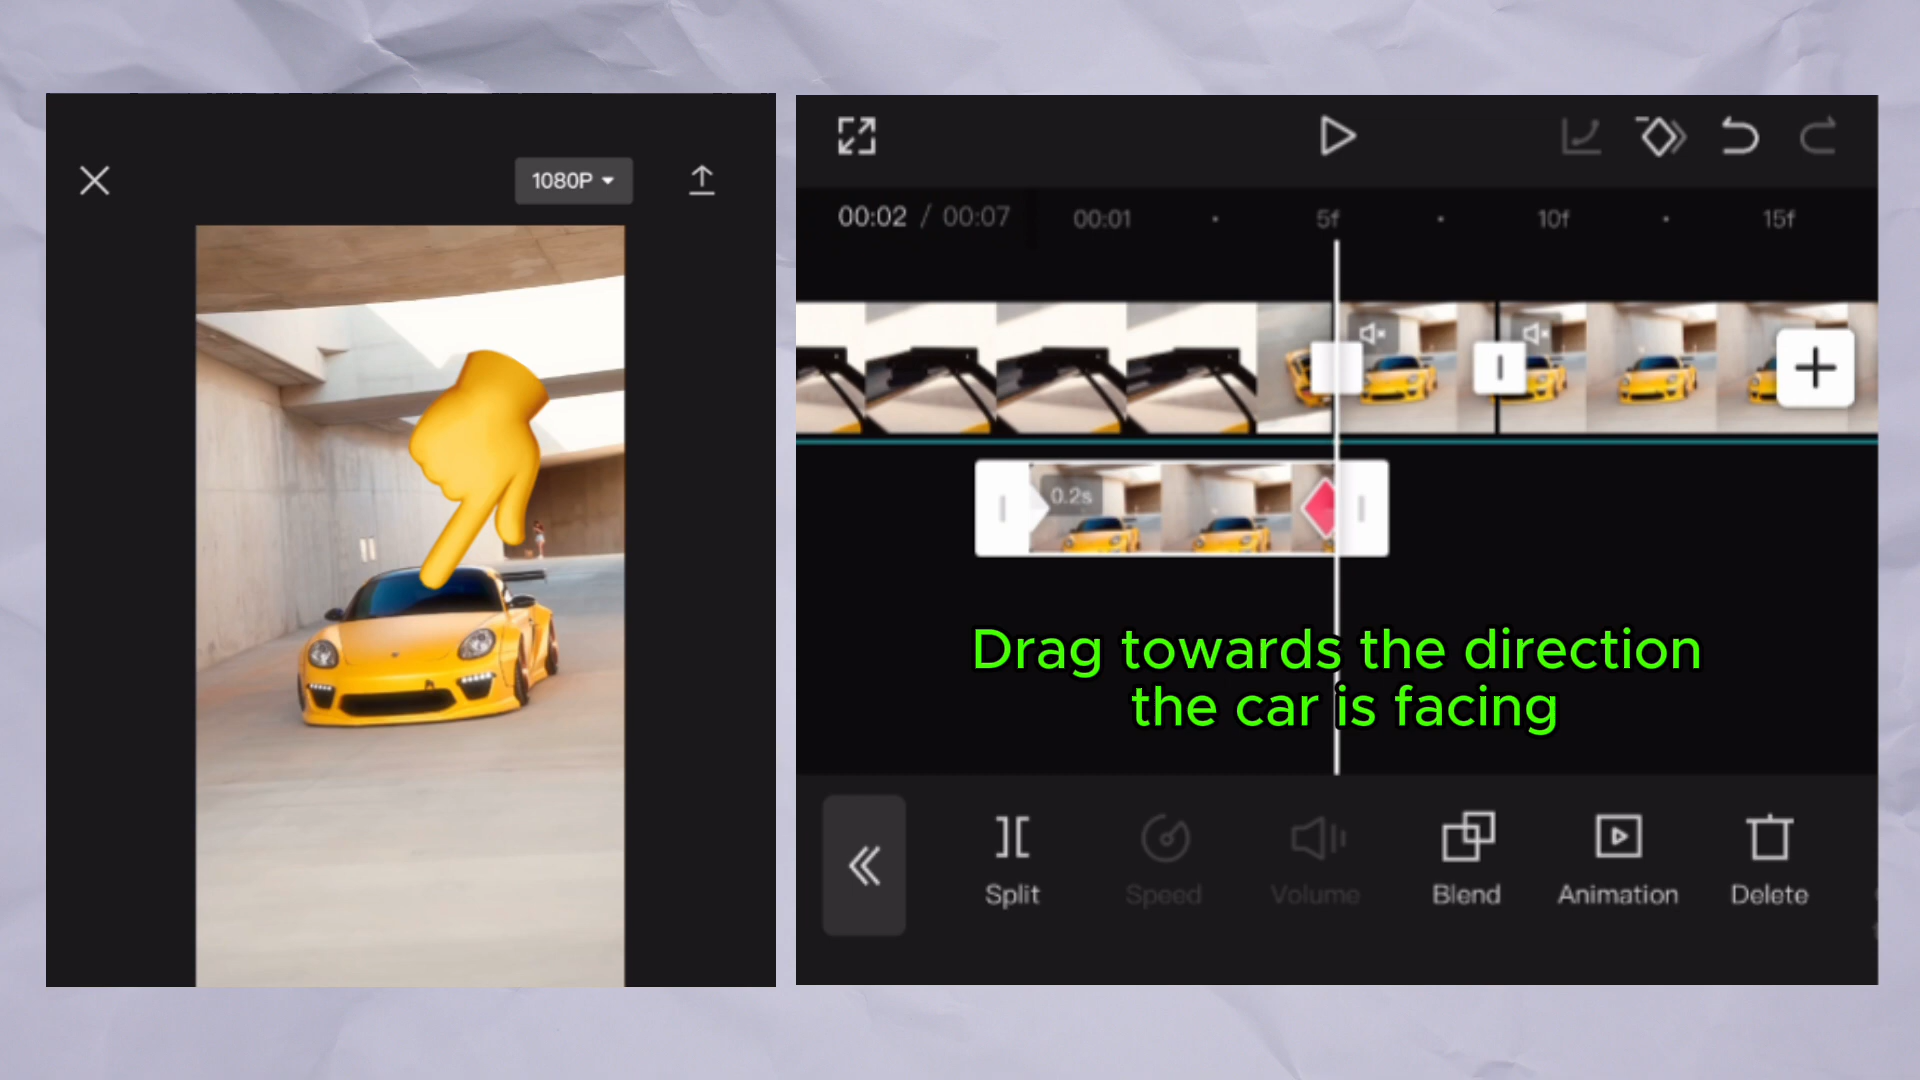 1080P
00:02 / 00:07
00:01
5f
10f
15f
0.2s
Drag towards the direction
the car is facing
Split
Speed
Volume
Blend
Animation
Delete